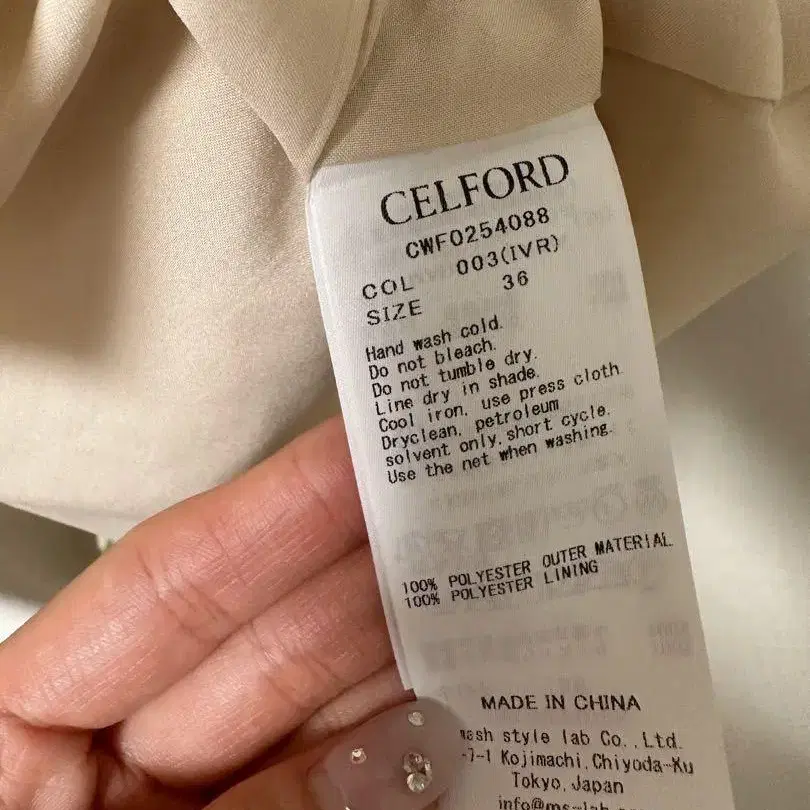 CELFORD
CWF0254088
COL 003(IVR)
SIZE 36
Hand wash cold.
Do not bleach.
Do not tumble dry.
Line dry in shade.
Cool iron, use press cloth.
Dryclean, petroleum
solvent only, short cycle.
Use the net when washing.
100% POLYESTER OUTER MATERIAL
100% POLYESTER LINING
MADE IN CHINA
style lab Co.,Ltd.
-7-1 Kojimachi,Chiyoda-Ku
Tokyo,Japan